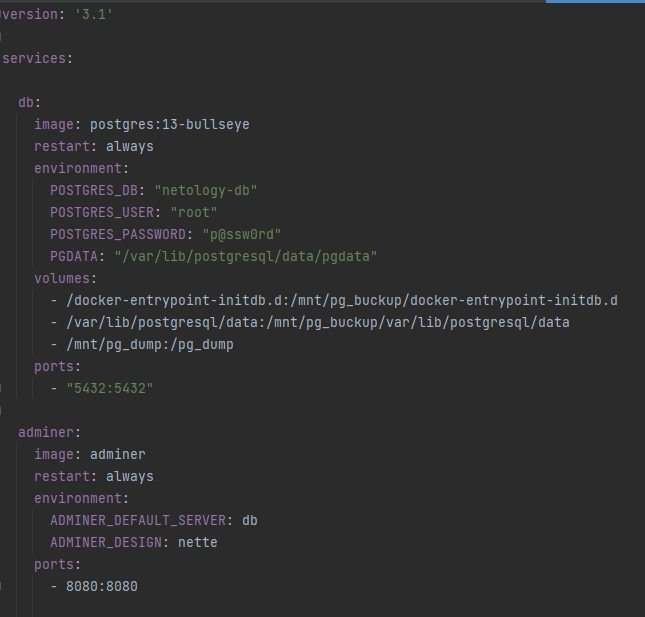 version: '3.1'
services:
db:
image: postgres:13-bullseye
restart: always
environment:
POSTGRES_DB: "netology-db"
POSTGRES_USER: "root"
POSTGRES_PASSWORD: "p@ssw0rd"
PGDATA: "/var/lib/postgresql/data/pgdata"
volumes:
- /docker-entrypoint-initdb.d:/mnt/pg_buckup/docker-entrypoint-initdb.d
- /var/lib/postgresql/data:/mnt/pg_buckup/var/lib/postgresql/data
- /mnt/pg_dump:/pg_dump
ports:
- "5432:5432"
adminer:
image: adminer
restart: always
environment:
ADMINER_DEFAULT_SERVER: db
ADMINER_DESIGN: nette
ports:
- 8080:8080